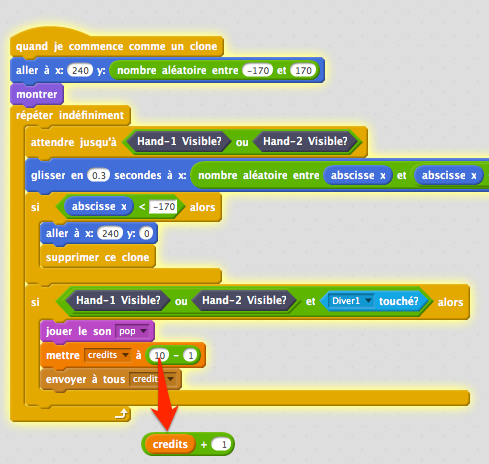 quand je commence comme un clone
aller à x: 240 y: nombre aléatoire entre -170 et 170
montrer
répéter indéfiniment
attendre jusqu'à Hand-1 Visible? ou Hand-2 Visible?
glisser en 0.3 secondes à x: nombre aléatoire entre abscisse x et abscisse x
si abscisse x < -170 alors
aller à x: 240 y: 0
supprimer ce clone
si Hand-1 Visible? ou Hand-2 Visible? et Diver1 touché? alors
jouer le son pop
mettre credits à 10 - 1
envoyer à tous credit
credits + 1